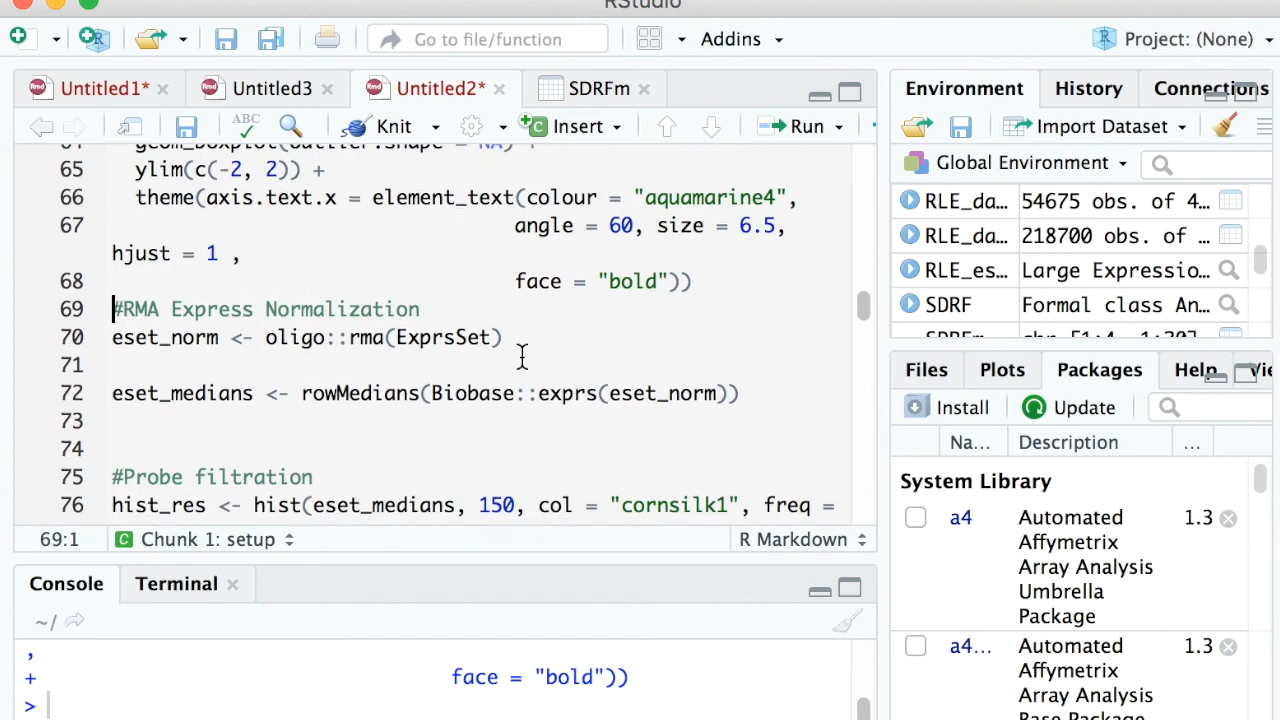 RStudio
Go to file/function
Addins
Project: (None)
Untitled1*
Untitled3
Untitled2*
SDRFm
ABC
Knit
Insert
Run
65 ylim(c(-2, 2)) +
66 theme(axis.text.x = element_text(colour = "aquamarine4",
67 angle = 60, size = 6.5,
hjust = 1 ,
68 face = "bold"))
69 #RMA Express Normalization
70 eset_norm <- oligo::rma(ExprsSet)
71
72 eset_medians <- rowMedians(Biobase::exprs(eset_norm))
73
74
75 #Probe filtration
76 hist_res <- hist(eset_medians, 150, col = "cornsilk1", freq =
69:1
Chunk 1: setup
R Markdown
Console
Terminal
~/
,
+ face = "bold"))
>
Environment
History
Connections
Import Dataset
Global Environment
RLE_da... 54675 obs. of 4...
RLE_da... 218700 obs. of ...
RLE_es... Large Expressio...
SDRF Formal class An...
Files
Plots
Packages
Help
Install
Update
Na...
Description
...
System Library
a4 Automated 1.3
Affymetrix
Array Analysis
Umbrella
Package
a4... Automated 1.3
Affymetrix
Array Analysis
Base Package